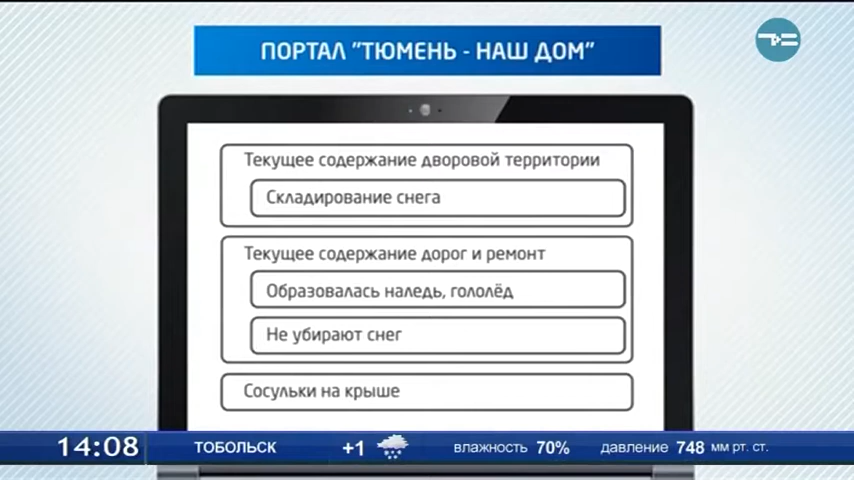 ПОРТАЛ "ТЮМЕНЬ - НАШ ДОМ"
Текущее содержание дворовой территории
Складирование снега
Текущее содержание дорог и ремонт
Образовалась наледь, гололёд
Не убирают снег
Сосульки на крыше
14:08 ТОБОЛЬСК +1 влажность 70% давление 748 мм рт. ст.